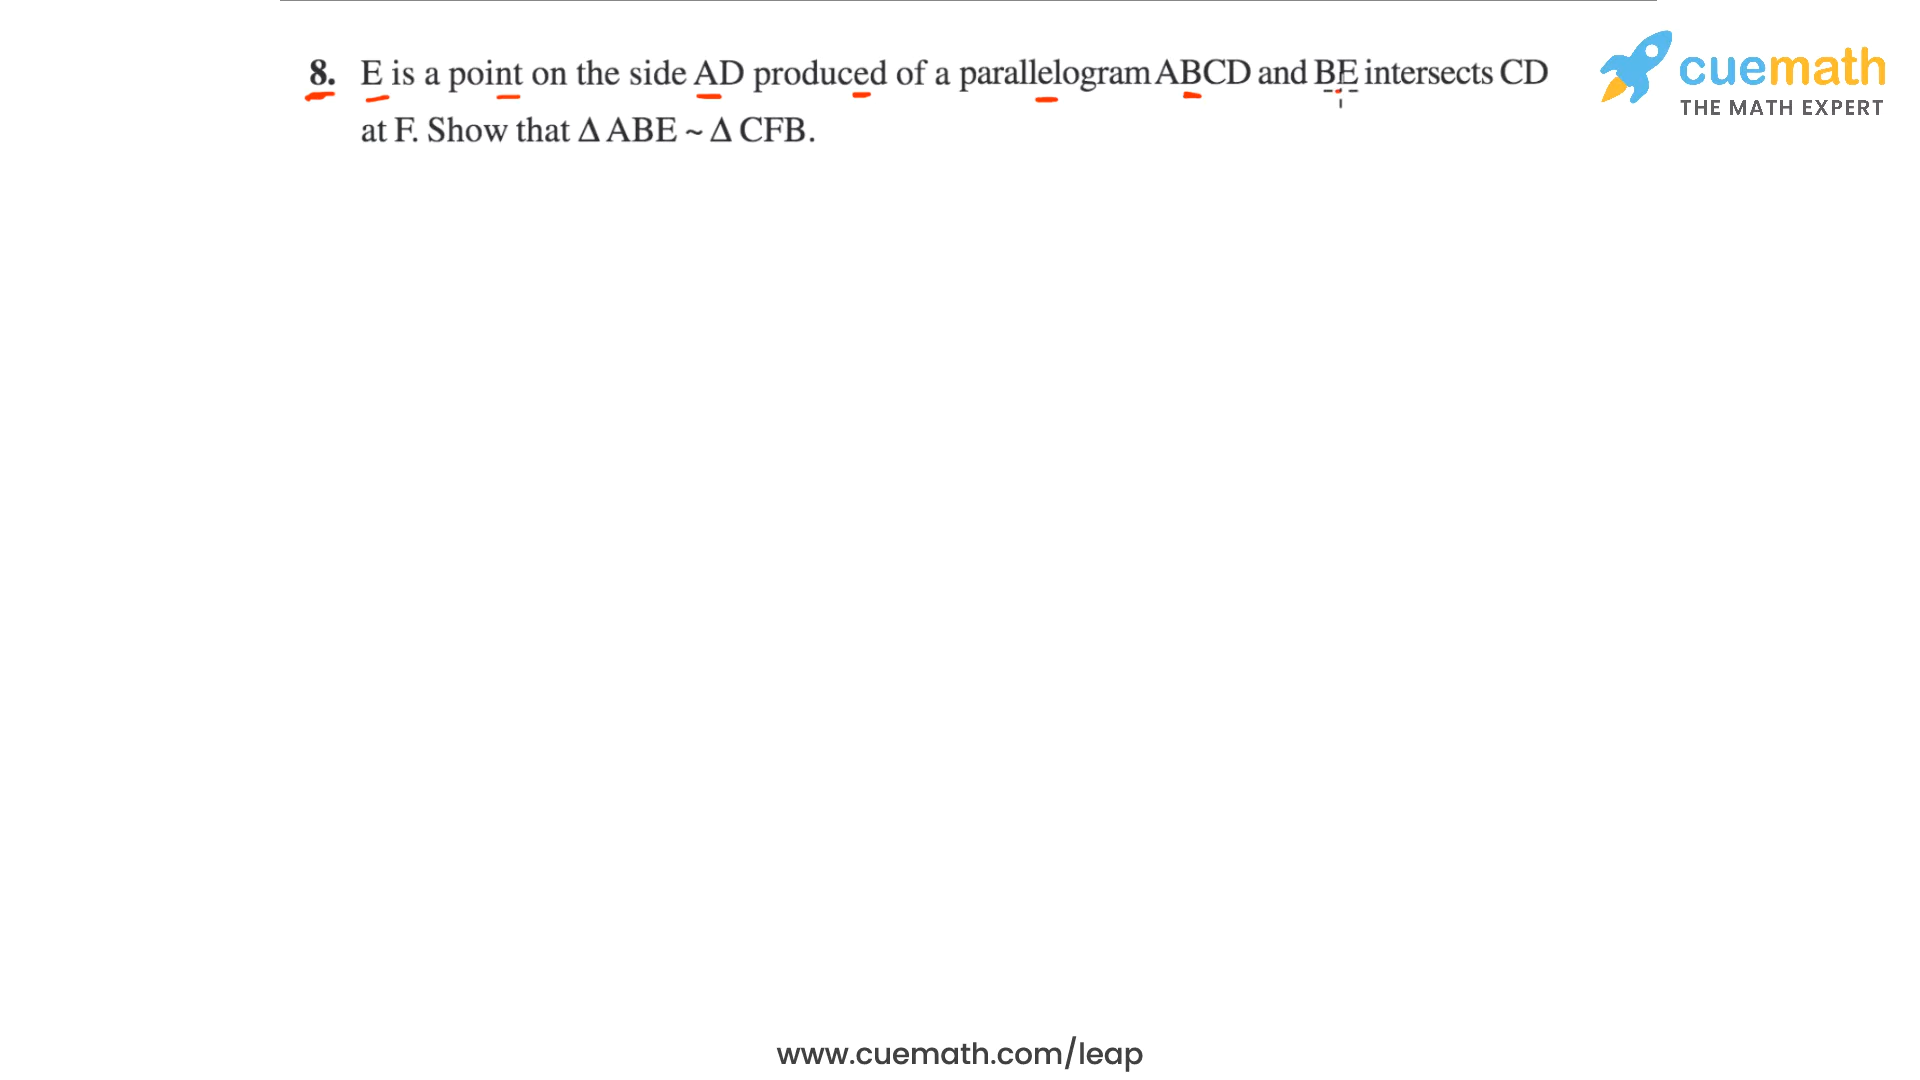 8. E is a point on the side AD produced of a parallelogram ABCD and BE intersects CD
at F. Show that Δ ABE ~ Δ CFB.
cuemath
THE MATH EXPERT
www.cuemath.com/leap